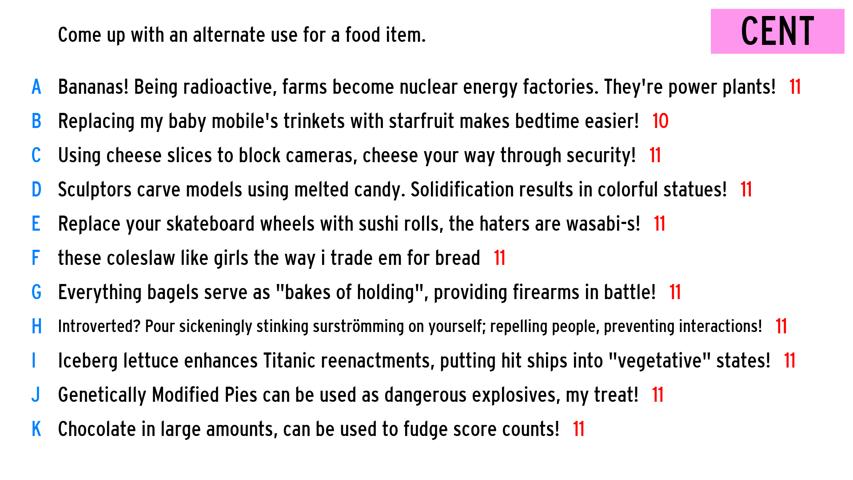 Come up with an alternate use for a food item.
CENT
A Bananas! Being radioactive, farms become nuclear energy factories. They're power plants! 11
B Replacing my baby mobile's trinkets with starfruit makes bedtime easier! 10
C Using cheese slices to block cameras, cheese your way through security! 11
D Sculptors carve models using melted candy. Solidification results in colorful statues! 11
E Replace your skateboard wheels with sushi rolls, the haters are wasabi-s! 11
F these coleslaw like girls the way i trade em for bread 11
G Everything bagels serve as "bakes of holding", providing firearms in battle! 11
H Introverted? Pour sickeningly stinking surströmming on yourself; repelling people, preventing interactions! 11
I Iceberg lettuce enhances Titanic reenactments, putting hit ships into "vegetative" states! 11
J Genetically Modified Pies can be used as dangerous explosives, my treat! 11
K Chocolate in large amounts, can be used to fudge score counts! 11